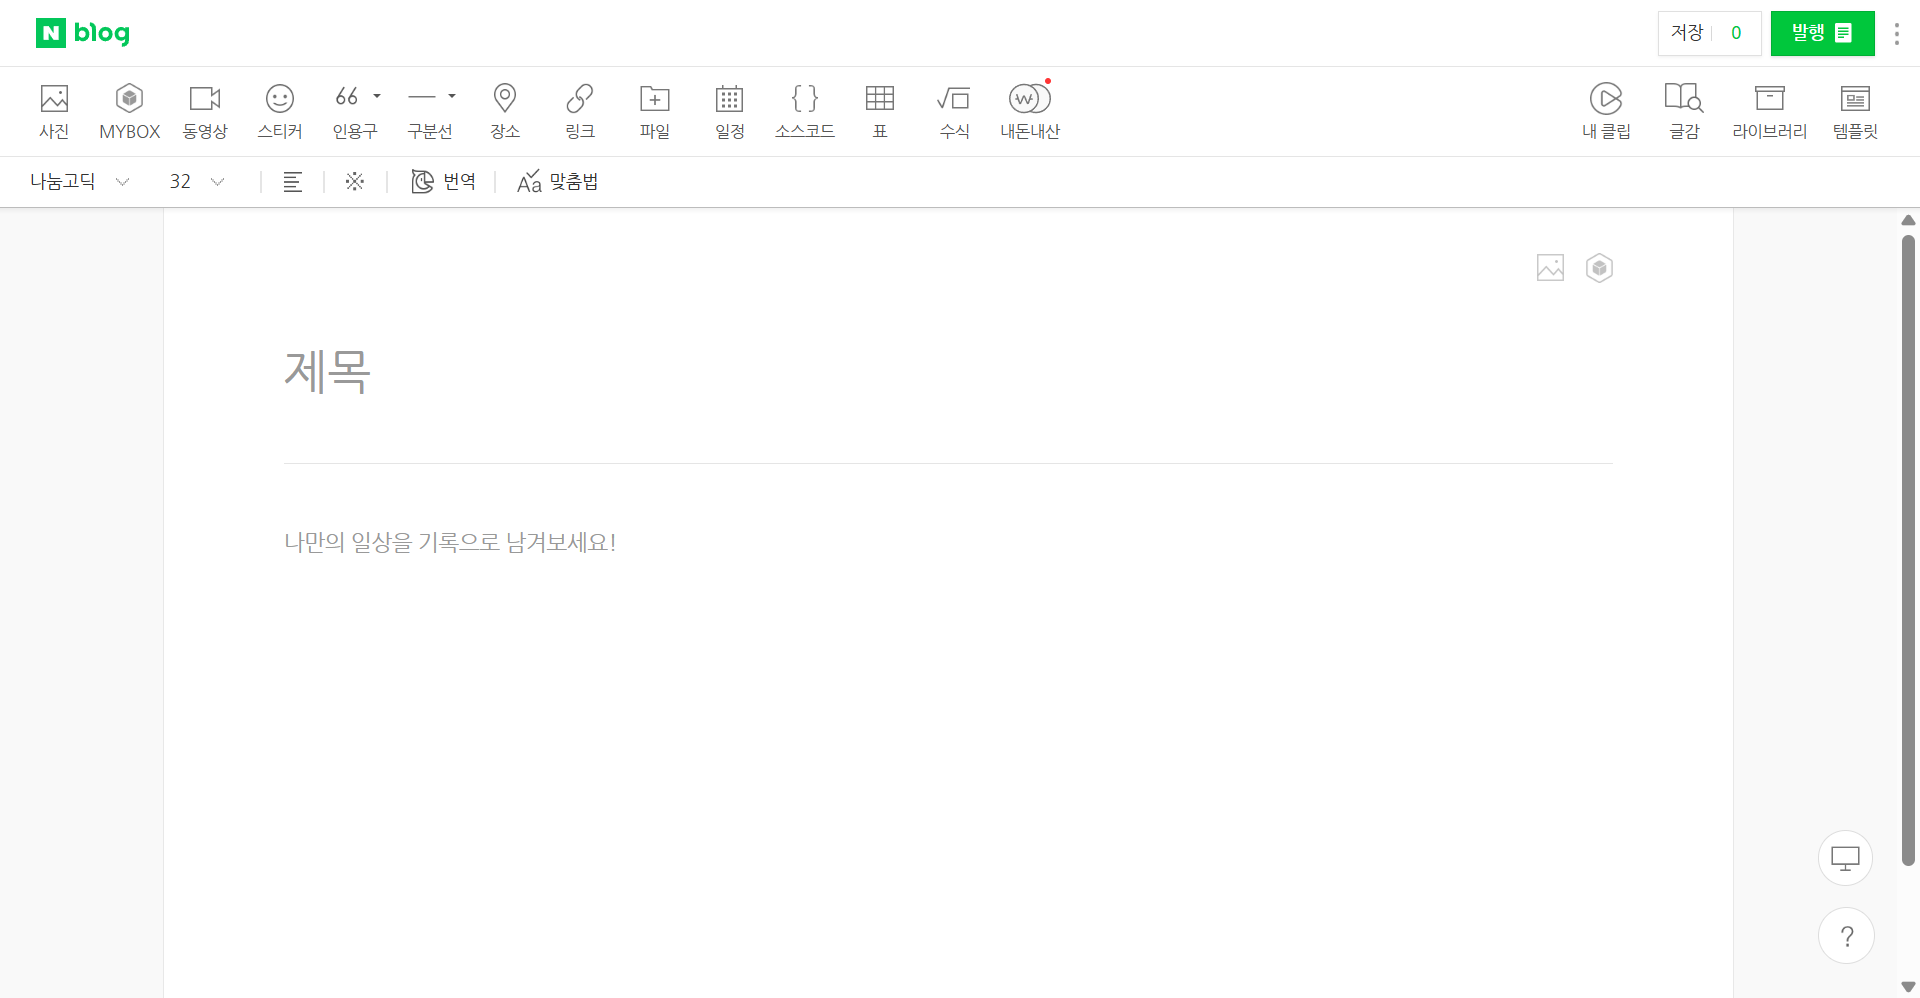 N blog
저장 0
발행
사진 MYBOX 동영상 스티커 인용구 구분선 장소 링크 파일 일정 소스코드 표 수식 내돈내산 내 클립 글감 라이브러리 템플릿
나눔고딕 32 번역 맞춤법
제목
나만의 일상을 기록으로 남겨보세요!
?